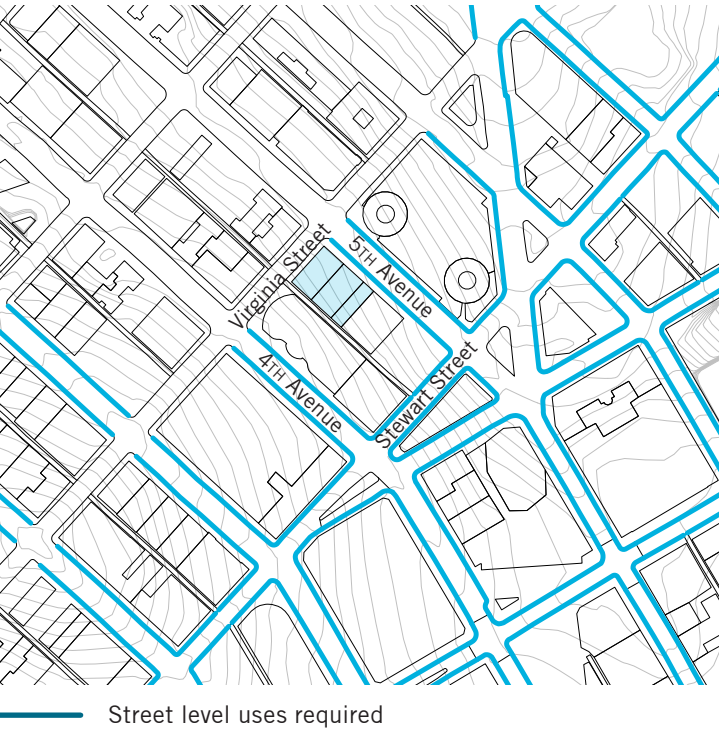 Virginia Street
5TH Avenue
4TH Avenue
Stewart Street
Street level uses required